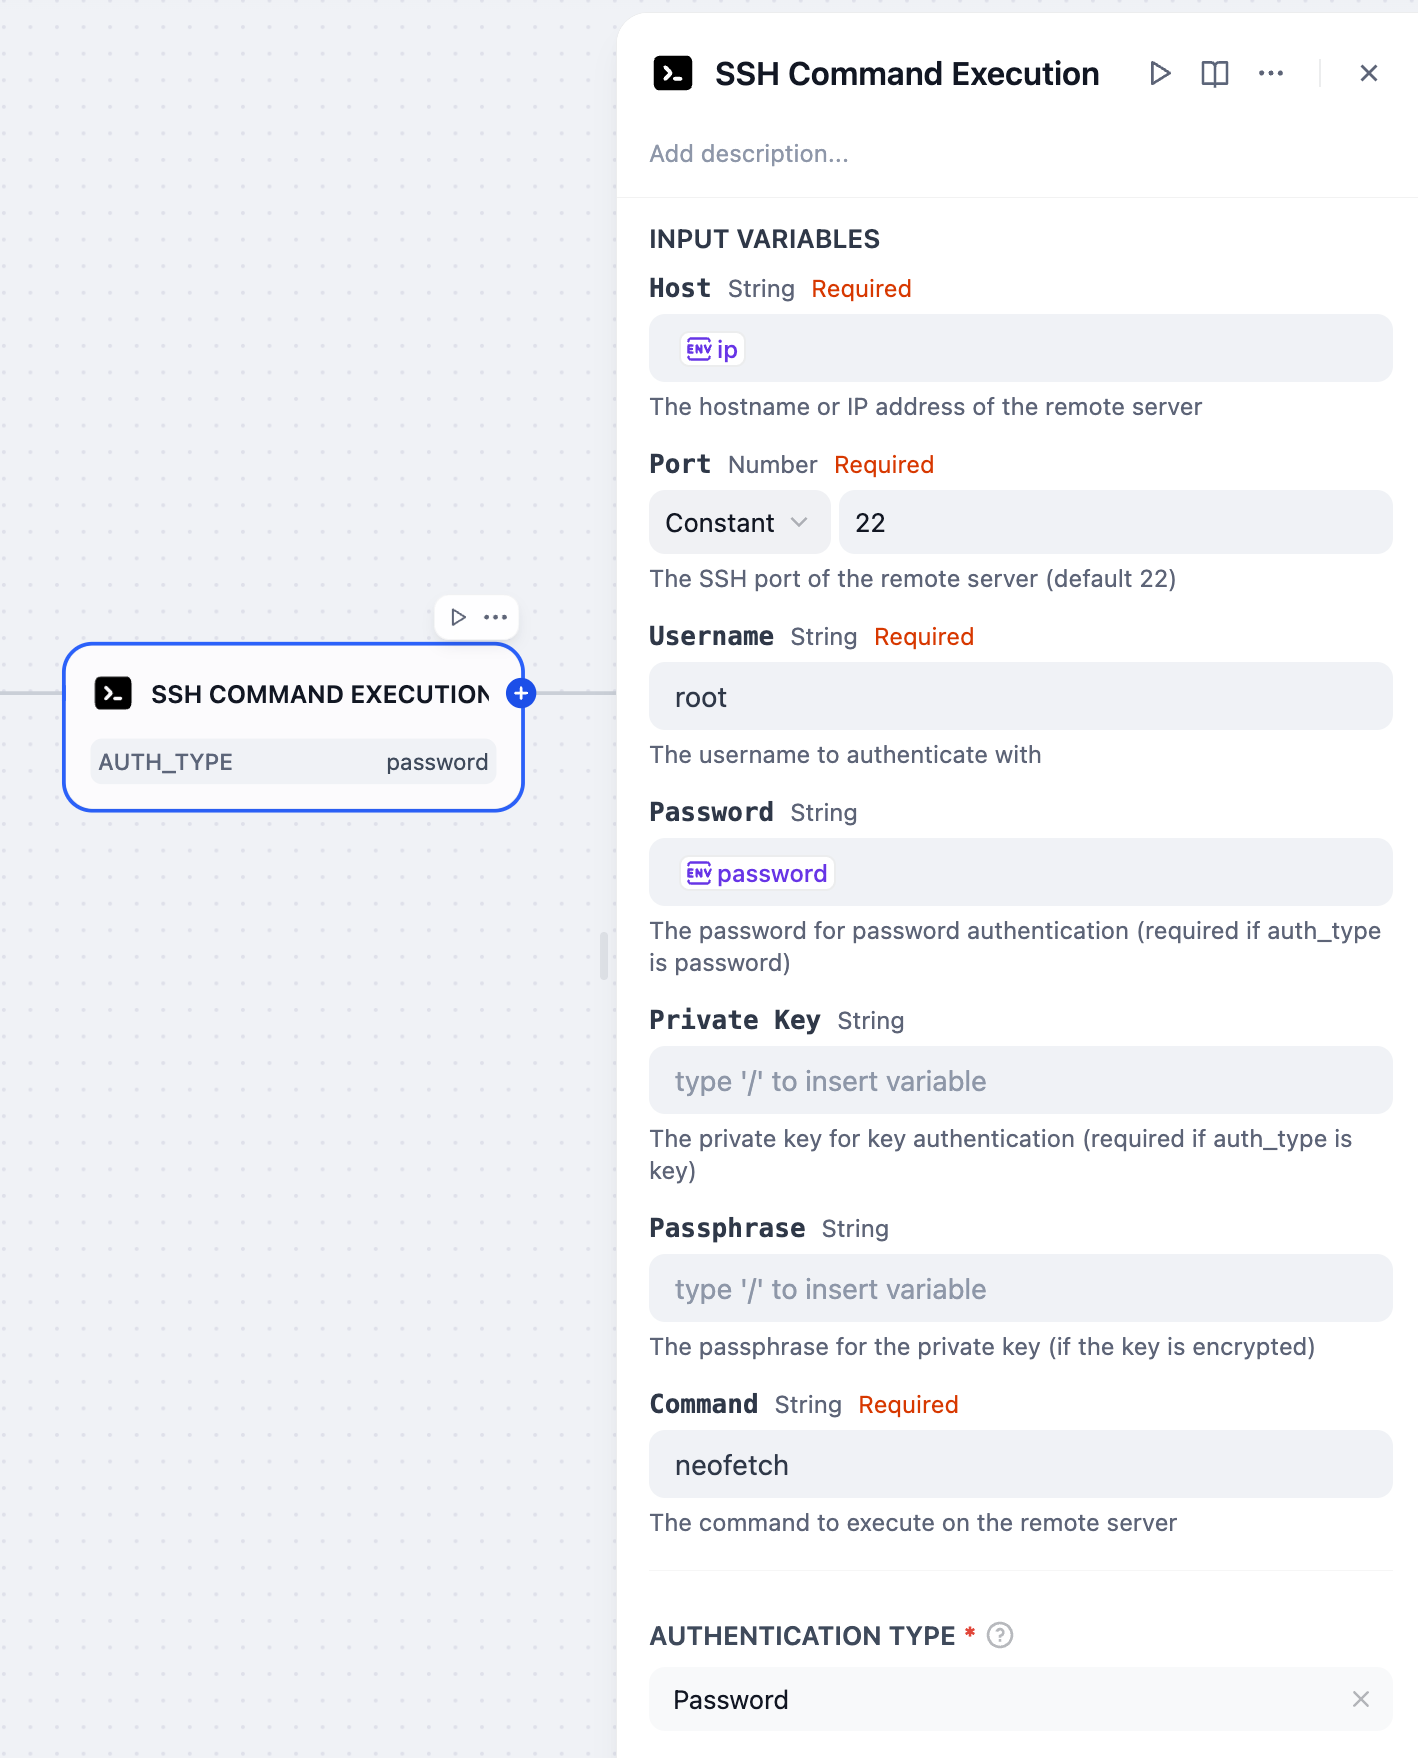 SSH Command Execution
Add description...
INPUT VARIABLES
Host String Required
ENV ip
The hostname or IP address of the remote server
Port Number Required
Constant 22
The SSH port of the remote server (default 22)
Username String Required
root
The username to authenticate with
Password String
ENV password
The password for password authentication (required if auth_type
is password)
Private Key String
type '/' to insert variable
The private key for key authentication (required if auth_type is
key)
Passphrase String
type '/' to insert variable
The passphrase for the private key (if the key is encrypted)
Command String Required
neofetch
The command to execute on the remote server
AUTHENTICATION TYPE *
Password
SSH COMMAND EXECUTION
AUTH_TYPE password